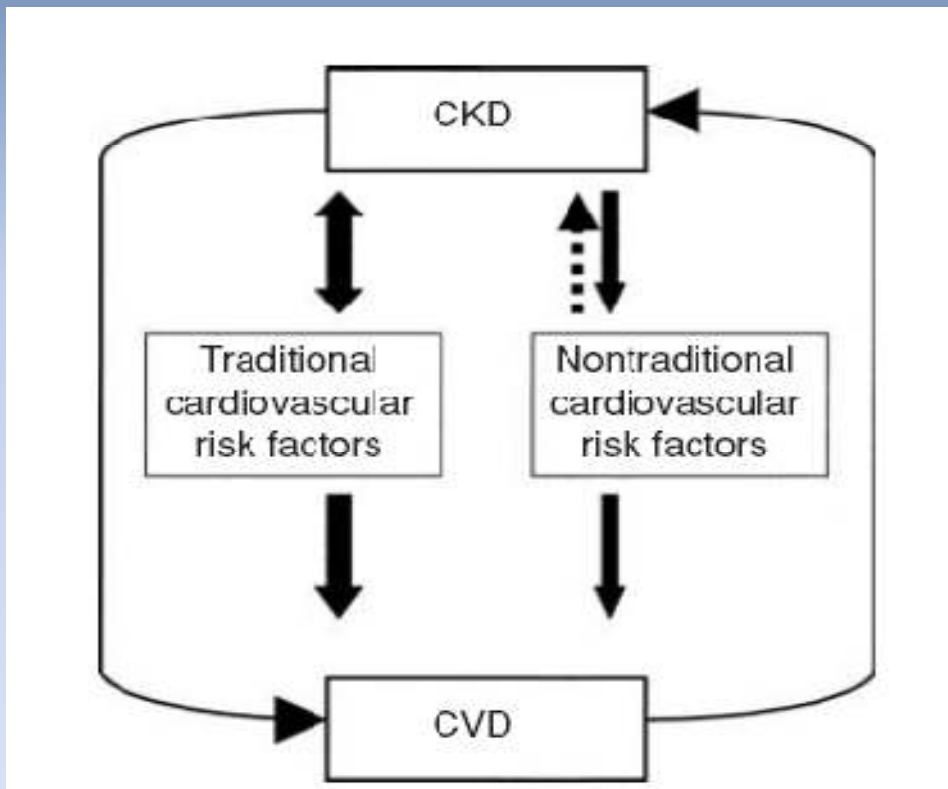 CKD
Traditional
cardiovascular
risk factors
Nontraditional
cardiovascular
risk factors
CVD